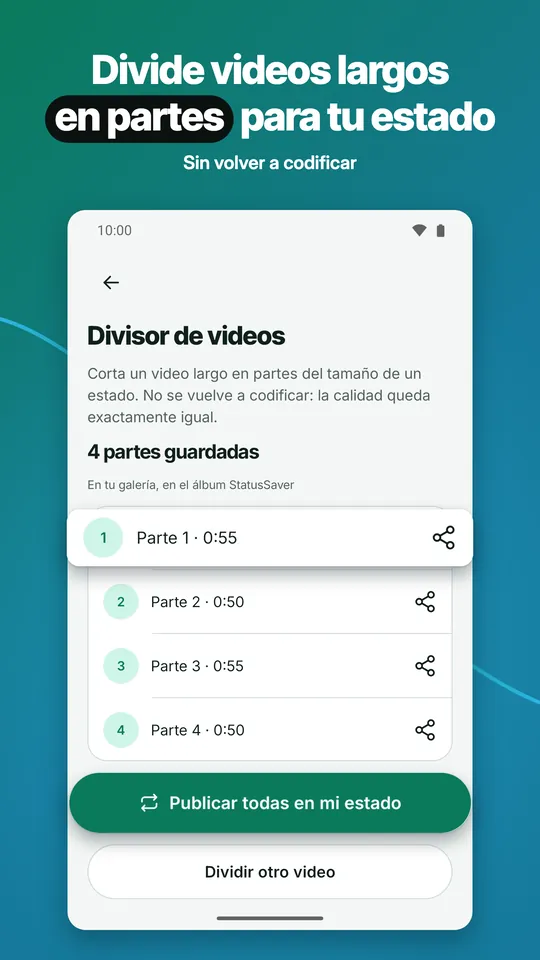 Divide videos largos
en partes para tu estado
Sin volver a codificar
10:00
Divisor de videos
Corta un video largo en partes del tamaño de un
estado. No se vuelve a codificar: la calidad queda
exactamente igual.
4 partes guardadas
En tu galería, en el álbum StatusSaver
1 Parte 1 · 0:55
2 Parte 2 · 0:50
3 Parte 3 · 0:55
4 Parte 4 · 0:50
Publicar todas en mi estado
Dividir otro video